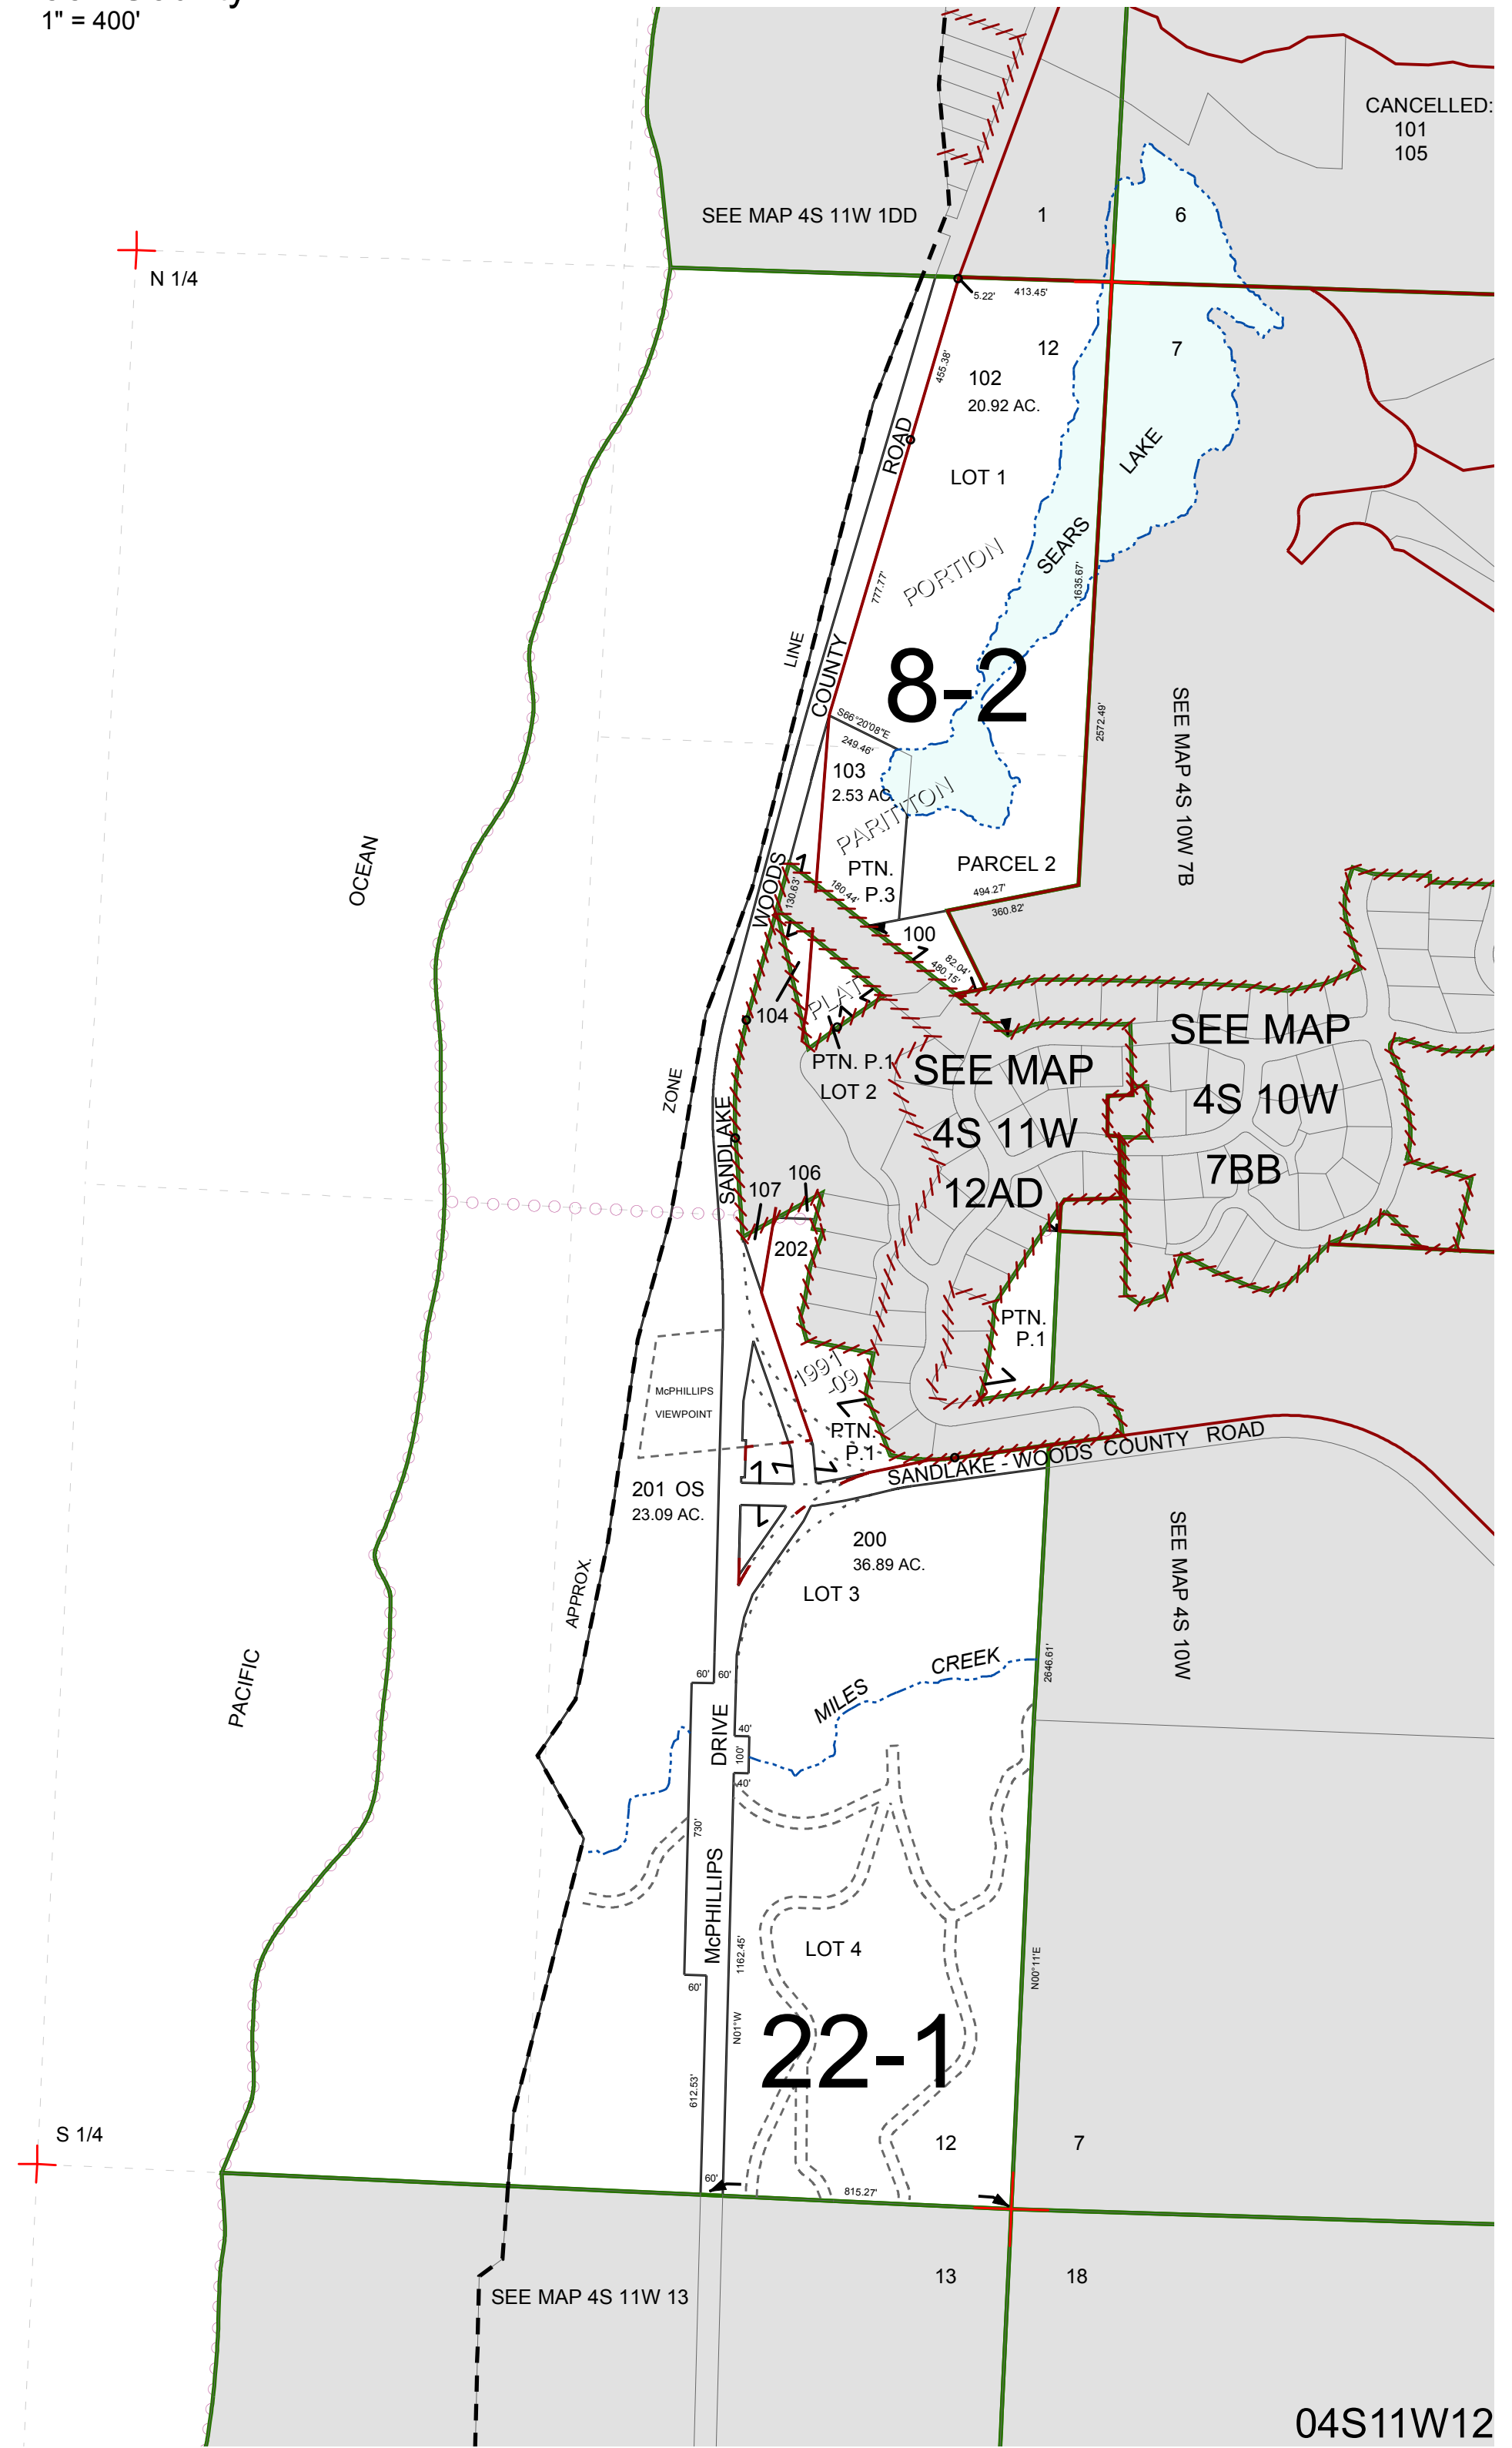 1" = 400'
CANCELLED:
101
105
SEE MAP 4S 11W 1DD
1
6
N 1/4
5.22'
413.45'
12
7
455.38'
102
20.92 AC.
ROAD
LOT 1
LAKE
SEARS
PORTION
777.77'
1635.67'
LINE
COUNTY
8-2
S66°20'08"E
249.46'
2572.49'
SEE MAP 4S 10W 7B
103
2.53 AC.
PARITITON
OCEAN
WOODS
PTN.
P.3
PARCEL 2
130.63'
180.44'
494.27'
360.82'
100
82.04'
480.15'
104
PLAT
PTN. P.1
LOT 2
SEE MAP
4S 11W
12AD
SEE MAP
4S 10W
7BB
ZONE
SANDLAKE
107
106
202
PTN.
P.1
1991
-09
McPHILLIPS
VIEWPOINT
PTN.
P.1
SANDLAKE - WOODS COUNTY ROAD
201 OS
23.09 AC.
200
36.89 AC.
LOT 3
APPROX.
SEE MAP 4S 10W
PACIFIC
MILES CREEK
2646.61'
60'
60'
DRIVE
40'
100'
40'
730'
McPHILLIPS
1162.45'
LOT 4
N00°11'E
60'
N01°W
22-1
612.53'
S 1/4
12
7
60'
815.27'
13
18
SEE MAP 4S 11W 13
04S11W12